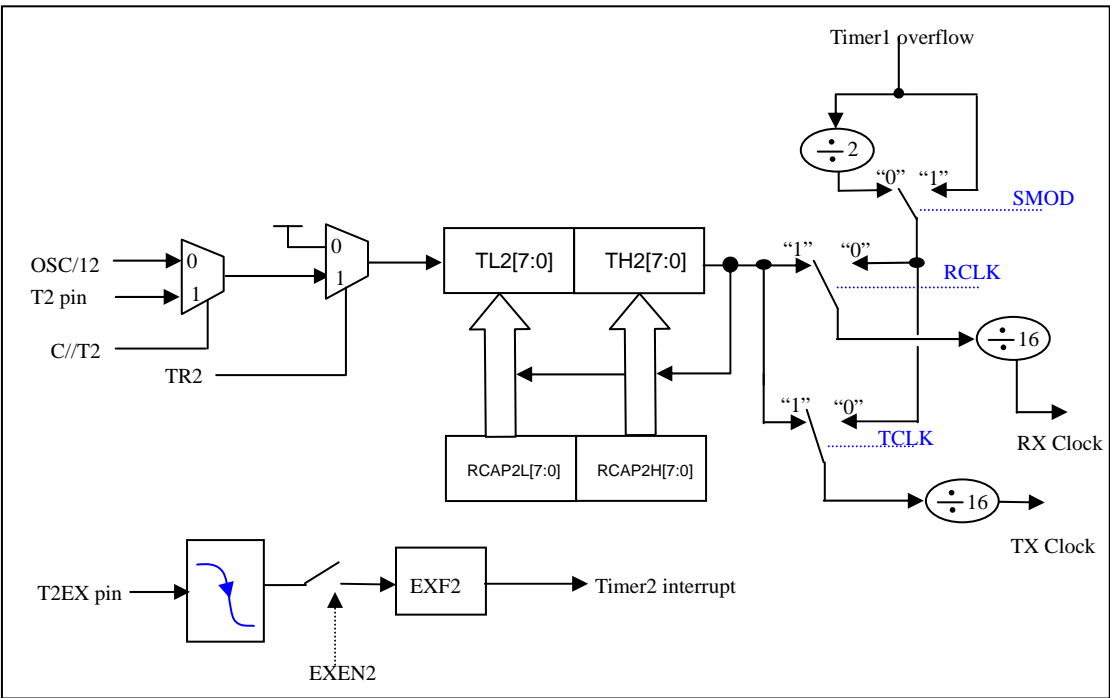 Timer1 overflow
÷ 2
“0” “1”
SMOD
OSC/12
T2 pin
0
1
C//T2
0
1
TR2
TL2[7:0]
TH2[7:0]
“1” “0”
RCLK
÷ 16
RX Clock
“1” “0”
TCLK
RCAP2L[7:0]
RCAP2H[7:0]
÷ 16
TX Clock
T2EX pin
EXF2
Timer2 interrupt
EXEN2